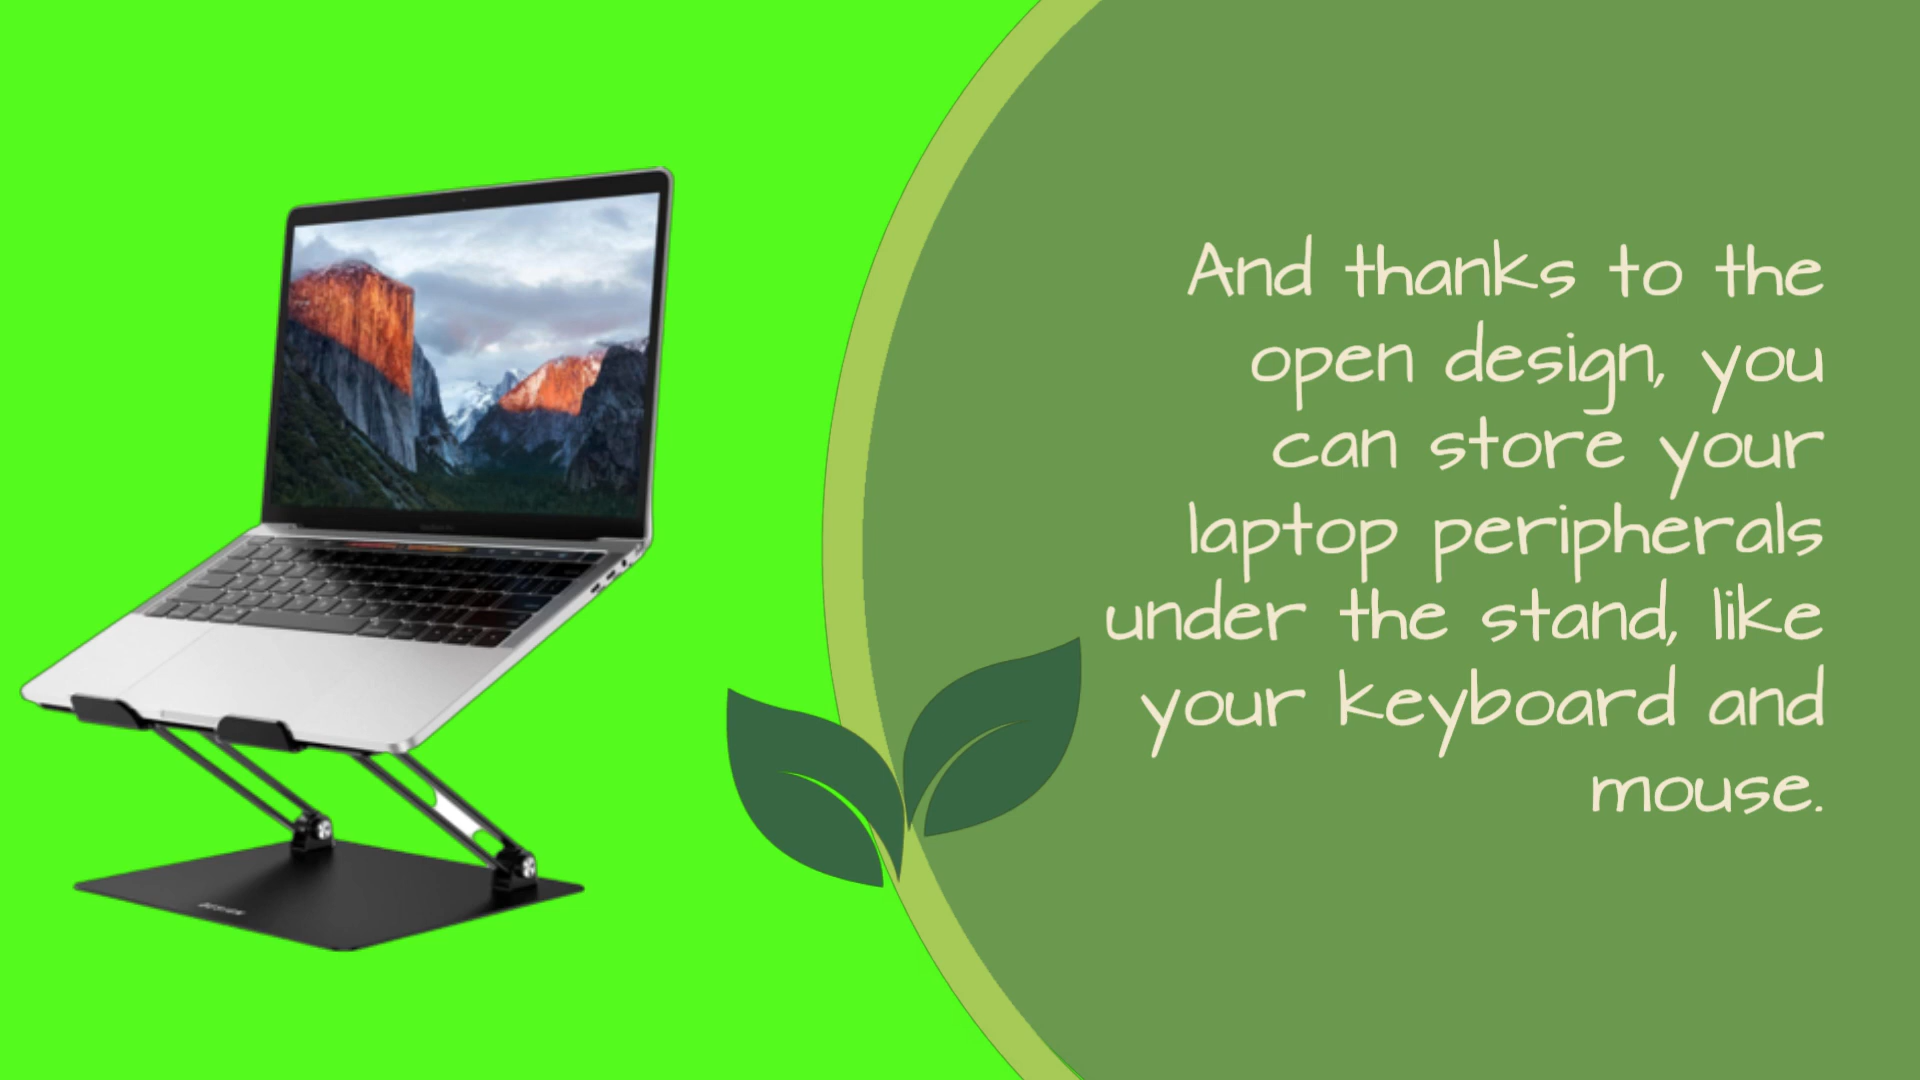 And thanks to the
open design, you
can store your
laptop peripherals
under the stand, like
your keyboard and
mouse.